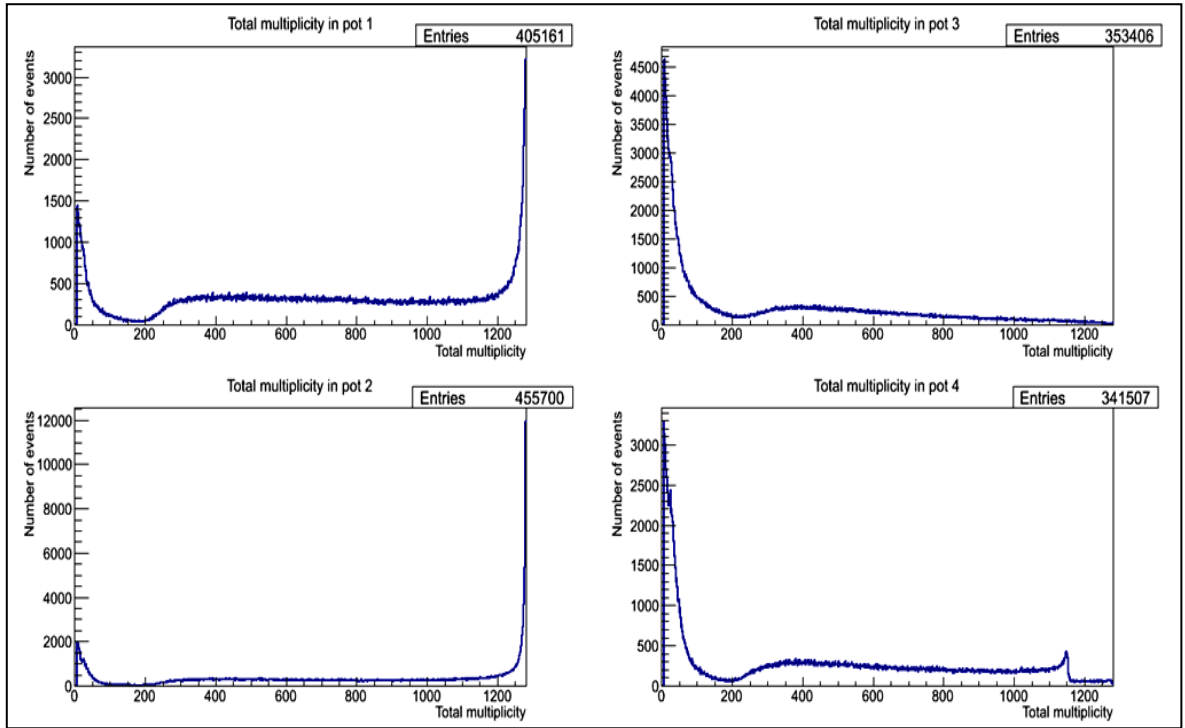 Total multiplicity in pot 1
Entries 405161
Number of events
3000
2500
2000
1500
1000
500
0
0 200 400 600 800 1000 1200
Total multiplicity
Total multiplicity in pot 3
Entries 353406
Number of events
4500
4000
3500
3000
2500
2000
1500
1000
500
0
0 200 400 600 800 1000 1200
Total multiplicity
Total multiplicity in pot 2
Entries 455700
Number of events
12000
10000
8000
6000
4000
2000
0
0 200 400 600 800 1000 1200
Total multiplicity
Total multiplicity in pot 4
Entries 341507
Number of events
3000
2500
2000
1500
1000
500
0
0 200 400 600 800 1000 1200
Total multiplicity